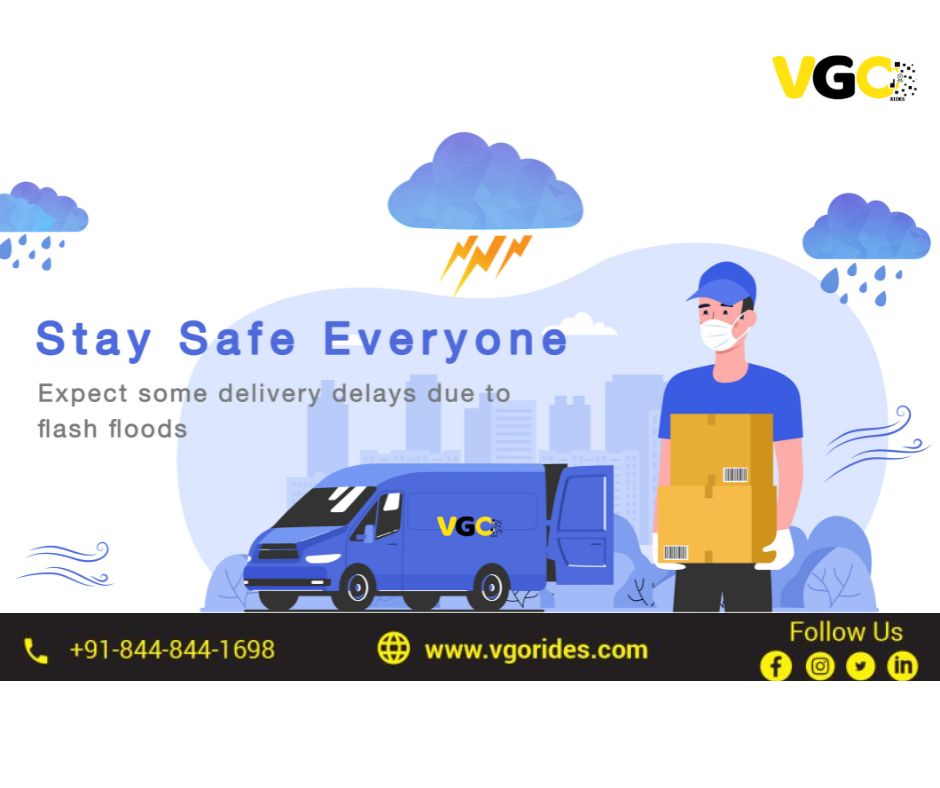 VGO
RIDES
Stay Safe Everyone
Expect some delivery delays due to
flash floods
VGO
+91-844-844-1698
www.vgorides.com
Follow Us